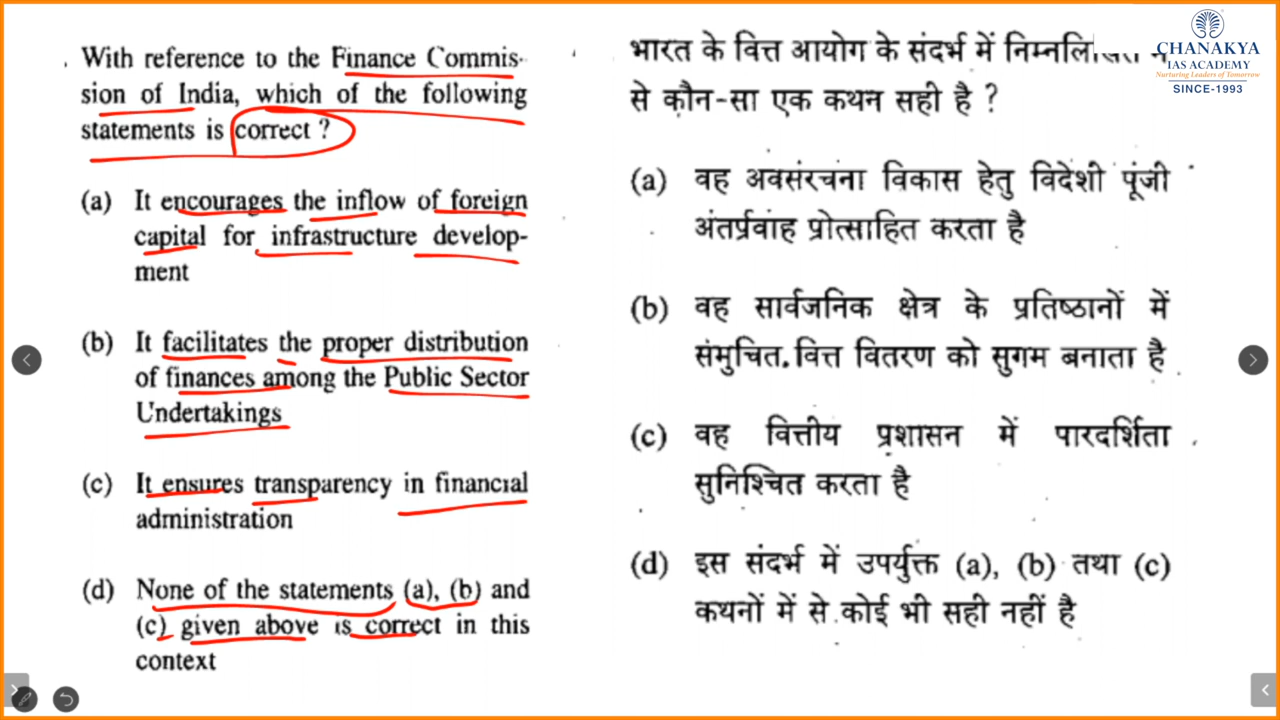 With reference to the Finance Commis-
sion of India, which of the following
statements is correct ?
(a) It encourages the inflow of foreign
capital for infrastructure develop-
ment
(b) It facilitates the proper distribution
of finances among the Public Sector
Undertakings
(c) It ensures transparency in financial
administration
(d) None of the statements (a), (b) and
(c) given above is correct in this
context
भारत के वित्त आयोग के संदर्भ में
से कौन-सा एक कथन सही है ?
(a) वह अवसंरचना विकास हेतु विदेशी पूंजी
अंतर्प्रवाह प्रोत्साहित करता है
(b) वह सार्वजनिक क्षेत्र के प्रतिष्ठानों में
संमुचित वित्त वितरण को सुगम बनाता है
(c) वह वित्तीय प्रशासन में पारदर्शिता
सुनिश्चित करता है
(d) इस संदर्भ में उपर्युक्त (a), (b) तथा (c)
कथनों में से कोई भी सही नहीं है
CHANAKYA
IAS ACADEMY
Nurturing Leaders of Tomorrow
SINCE-1993